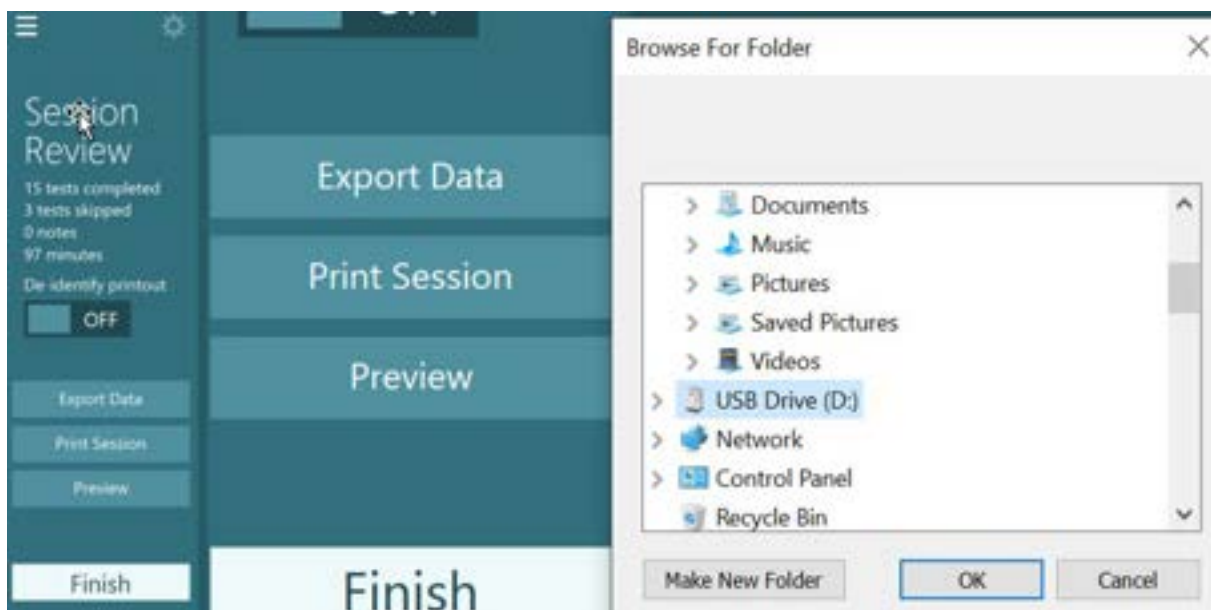 Session
Review
15 tests completed
3 tests skipped
0 notes
97 minutes
De-identify printout
OFF
Export Data
Print Session
Preview
Finish
Export Data
Print Session
Preview
Finish
Browse For Folder
Documents
Music
Pictures
Saved Pictures
Videos
USB Drive (D:)
Network
Control Panel
Recycle Bin
Make New Folder
OK
Cancel